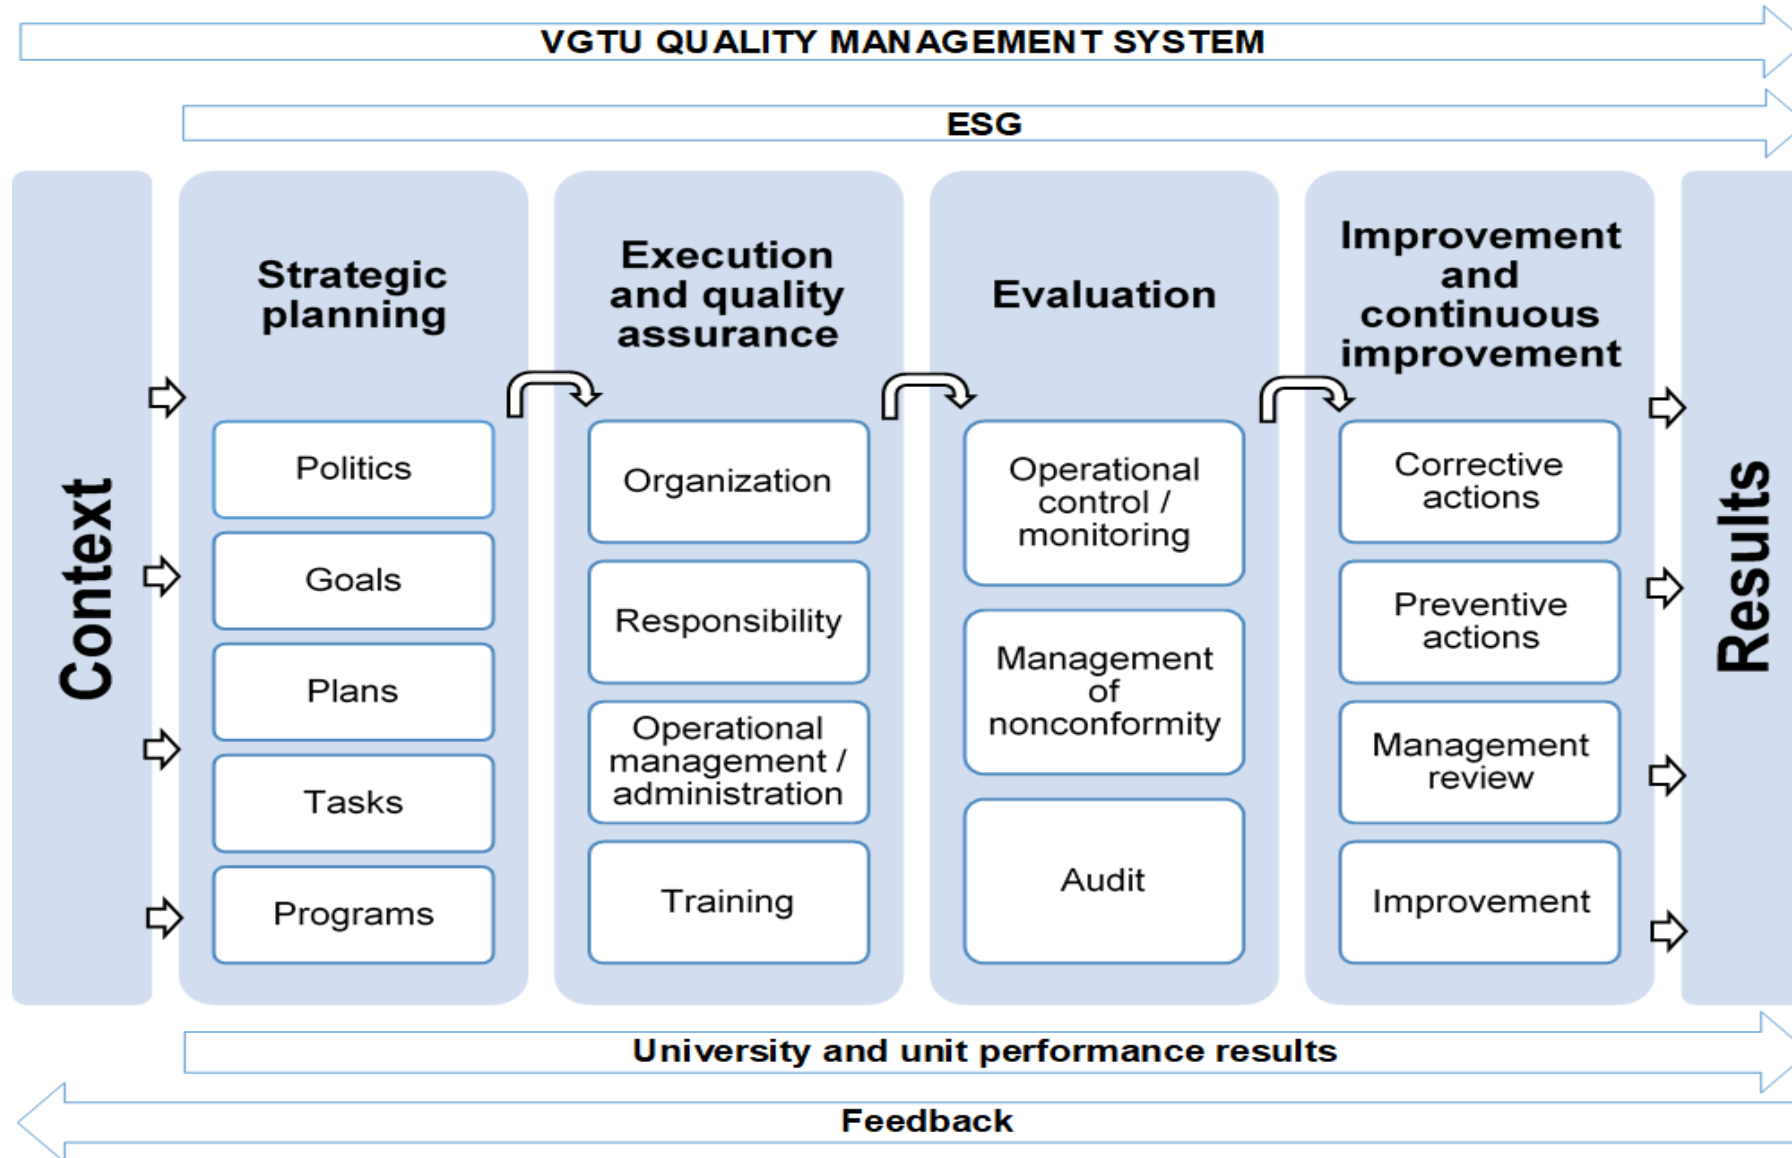 VGTU QUALITY MANAGEMENT SYSTEM
ESG
Context
Strategic
planning
Politics
Goals
Plans
Tasks
Programs
Execution
and quality
assurance
Organization
Responsibility
Operational
management /
administration
Training
Evaluation
Operational
control /
monitoring
Management
of
nonconformity
Audit
Improvement
and
continuous
improvement
Corrective
actions
Preventive
actions
Management
review
Improvement
Results
University and unit performance results
Feedback